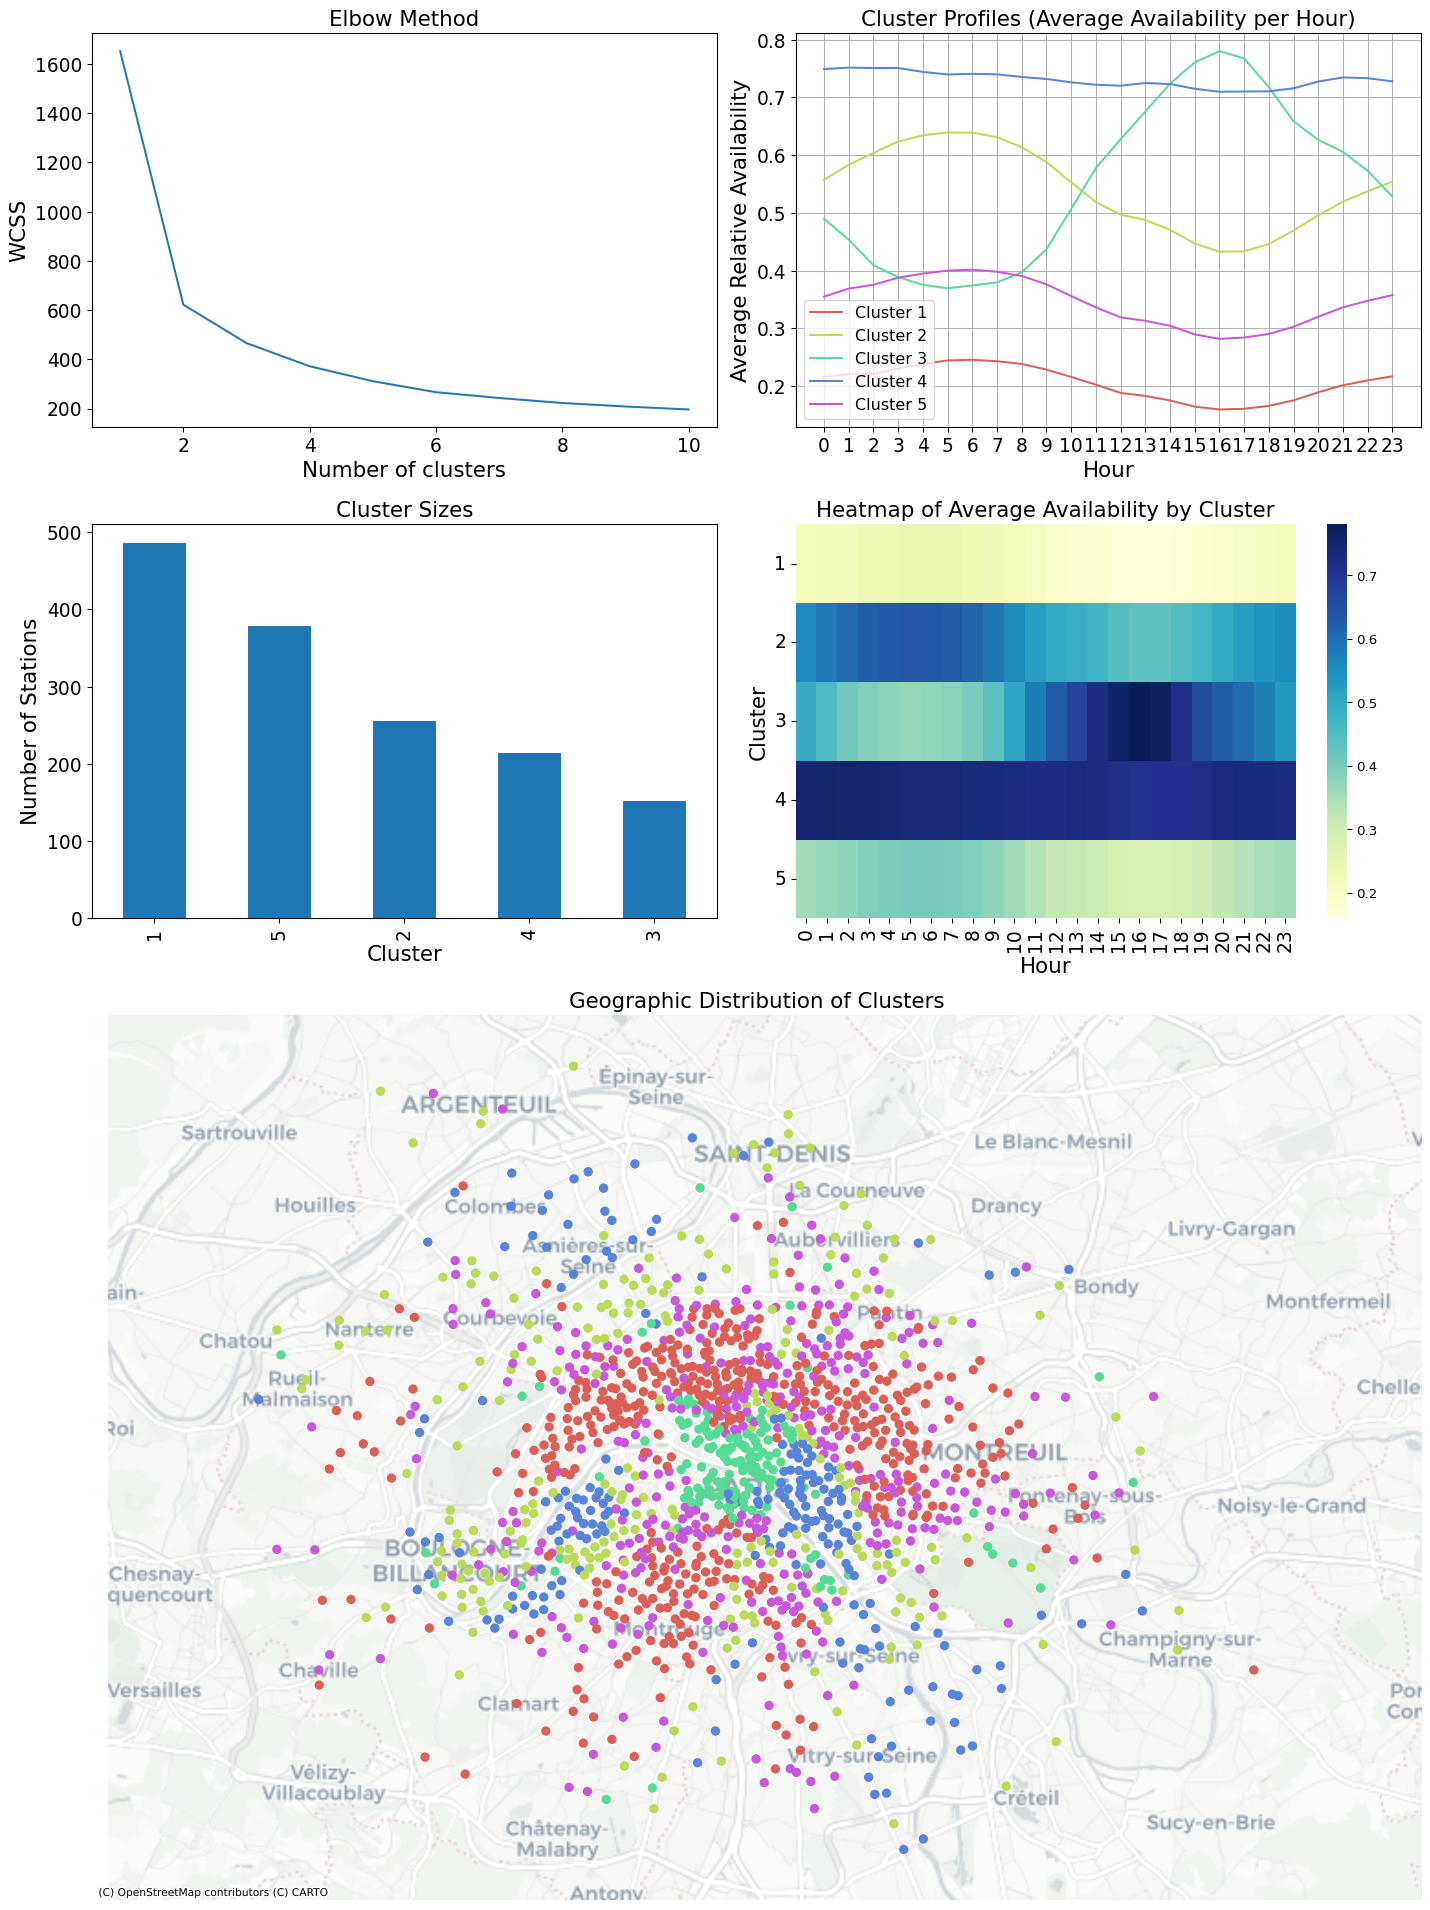 Elbow Method
1600
1400
1200
1000
800
600
400
200
WCSS
2 4 6 8 10
Number of clusters
Cluster Profiles (Average Availability per Hour)
0.8
0.7
0.6
0.5
0.4
0.3
0.2
Average Relative Availability
Cluster 1
Cluster 2
Cluster 3
Cluster 4
Cluster 5
0 1 2 3 4 5 6 7 8 9 10 11 12 13 14 15 16 17 18 19 20 21 22 23
Hour
Cluster Sizes
500
400
300
200
100
0
Number of Stations
1 5 2 4 3
Cluster
Heatmap of Average Availability by Cluster
1
2
3
4
5
Cluster
0 1 2 3 4 5 6 7 8 9 10 11 12 13 14 15 16 17 18 19 20 21 22 23
Hour
0.7
0.6
0.5
0.4
0.3
0.2
Geographic Distribution of Clusters
Épinay-sur-
Seine
ARGENTEUIL
Sartrouville
SAINT-DENIS
Le Blanc-Mesnil
Houilles
Colombes
La Courneuve
Drancy
Livry-Gargan
Asnières-sur-
Seine
Aubervilliers
Bondy
ain-
Montfermeil
Courbevoie
Pantin
Nanterre
Chatou
Rueil-
Malmaison
Chelle
Roi
MONTREUIL
Fontenay-sous-
Bois
Noisy-le-Grand
BOULOGNE-
BILLANCOURT
Chesnay-
quencourt
Montrouge
Ivry-sur-Seine
Champigny-sur-
Marne
Chaville
Versailles
Clamart
Pon
Con
Vitry-sur-Seine
Vélizy-
Villacoublay
Créteil
Sucy-en-Brie
Châtenay-
Malabry
Antony
(C) OpenStreetMap contributors (C) CARTO